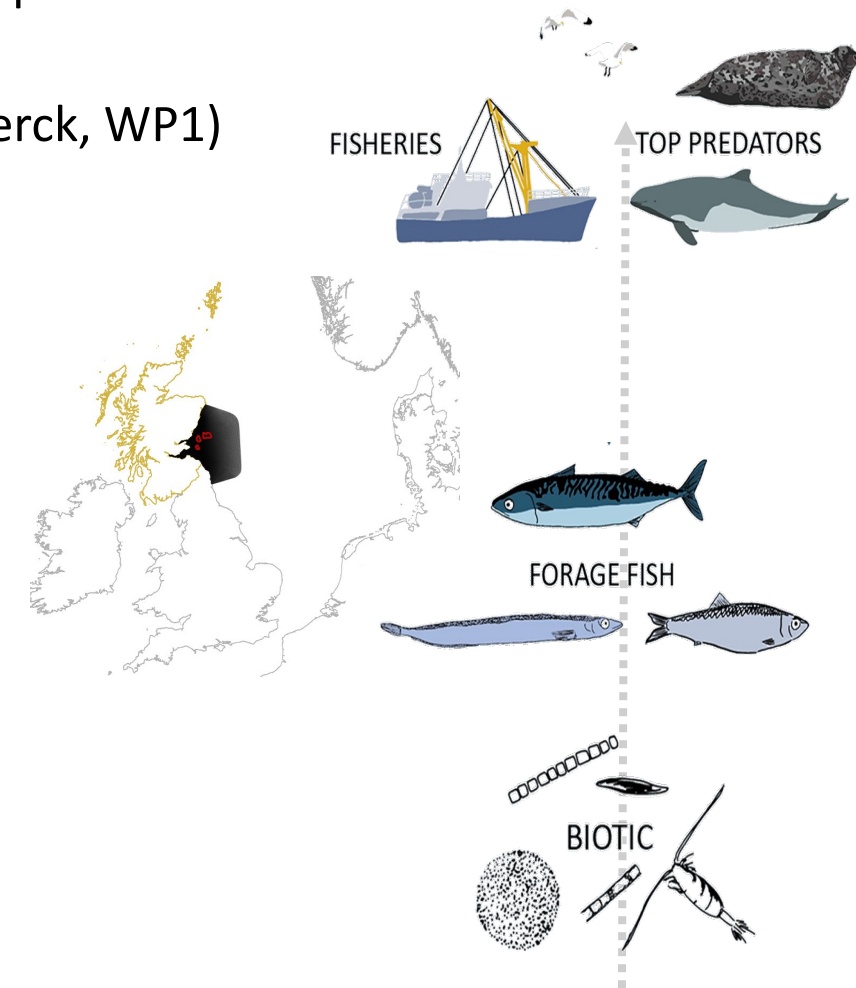 erck, WP1)
FISHERIES
TOP PREDATORS
FORAGE FISH
BIOTIC